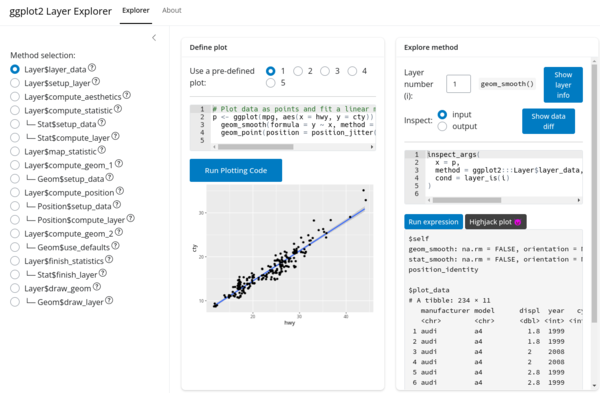 ggplot2 Layer Explorer
Explorer
About
Method selection:
Layer$layer_data
Layer$setup_layer
Layer$compute_aesthetics
Layer$compute_statistic
Stat$setup_data
Stat$compute_layer
Layer$map_statistic
Layer$compute_geom_1
Geom$setup_data
Layer$compute_position
Position$setup_data
Position$compute_layer
Layer$compute_geom_2
Geom$use_defaults
Layer$finish_statistics
Stat$finish_layer
Layer$draw_geom
Geom$draw_layer
Define plot
Use a pre-defined plot:
1 2 3 4
5
1 # Plot data as points and fit a linear m
2 p <- ggplot(mpg, aes(x = hwy, y = cty))
3 geom_smooth(formula = y ~ x, method =
4 geom_point(position = position_jitter(
5
Run Plotting Code
cty
30
20
10
20 30 40
hwy
Explore method
Layer number (i):
1
geom_smooth()
Show layer info
Inspect:
input
output
Show data diff
1 inspect_args(
2 x = p,
3 method = ggplot2:::Layer$layer_data,
4 cond = layer_is(i)
5 )
6
Run expression
Highjack plot 😈
$self
geom_smooth: na.rm = FALSE, orientation =
stat_smooth: na.rm = FALSE, orientation =
position_identity
$plot_data
# A tibble: 234 × 11
manufacturer model displ year
<chr> <chr> <dbl> <int>
1 audi a4 1.8 1999
2 audi a4 1.8 1999
3 audi a4 2 2008
4 audi a4 2 2008
5 audi a4 2.8 1999
6 audi a4 2.8 1999